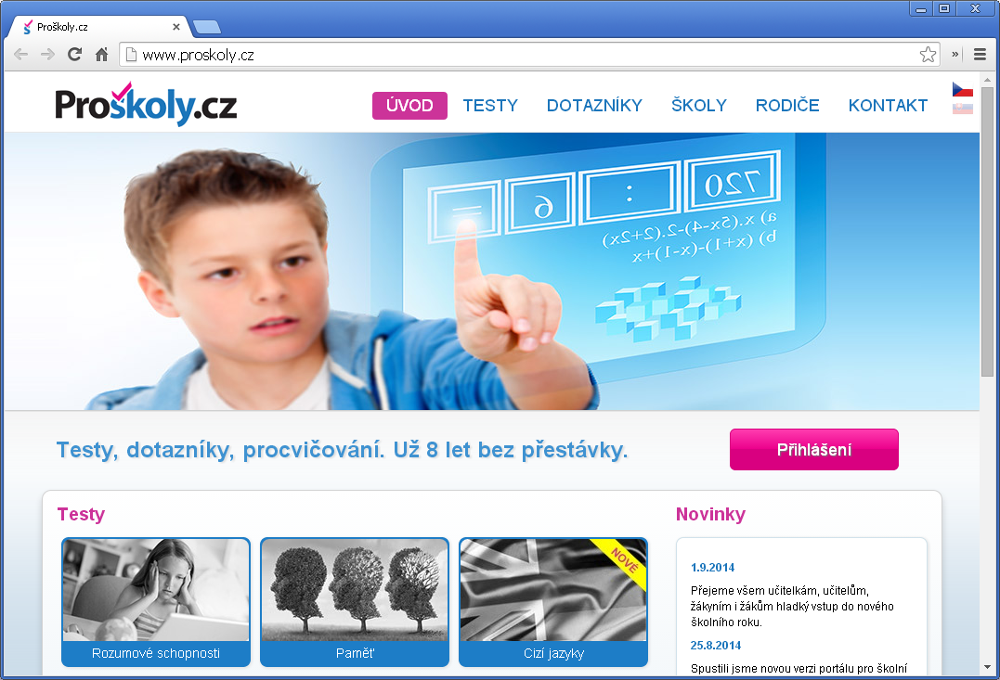 Proškoly.cz
www.proskoly.cz
Proškoly.cz
ÚVOD TESTY DOTAZNÍKY ŠKOLY RODIČE KONTAKT
720 : 6 =
a) x.(5x-4)-2.(2+2x)
b) (x+1)-(x-1)+x
Testy, dotazníky, procvičování. Už 8 let bez přestávky.
Přihlášení
Testy
NOVÉ
Rozumové schopnosti
Paměť
Cizí jazyky
Novinky
1.9.2014
Přejeme všem učitelkám, učitelům,
žákyním i žákům hladký vstup do nového
školního roku.
25.8.2014
Spustili jsme novou verzi portálu pro školní